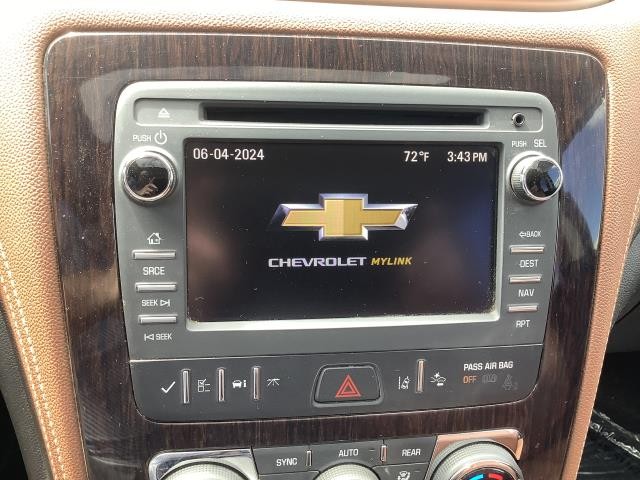 PUSH
PUSH SEL
06-04-2024 72°F 3:43 PM
CHEVROLET MYLINK
SRCE
SEEK
SEEK
BACK
DEST
NAV
RPT
PASS AIR BAG
OFF
SYNC AUTO REAR